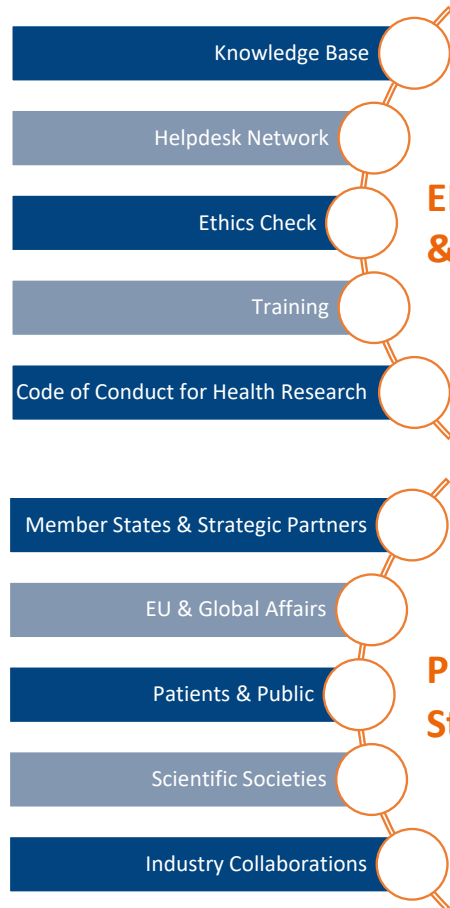 Knowledge Base
Helpdesk Network
Ethics Check
&
Training
Code of Conduct for Health Research
Member States & Strategic Partners
EU & Global Affairs
Patients & Public
Scientific Societies
Industry Collaborations